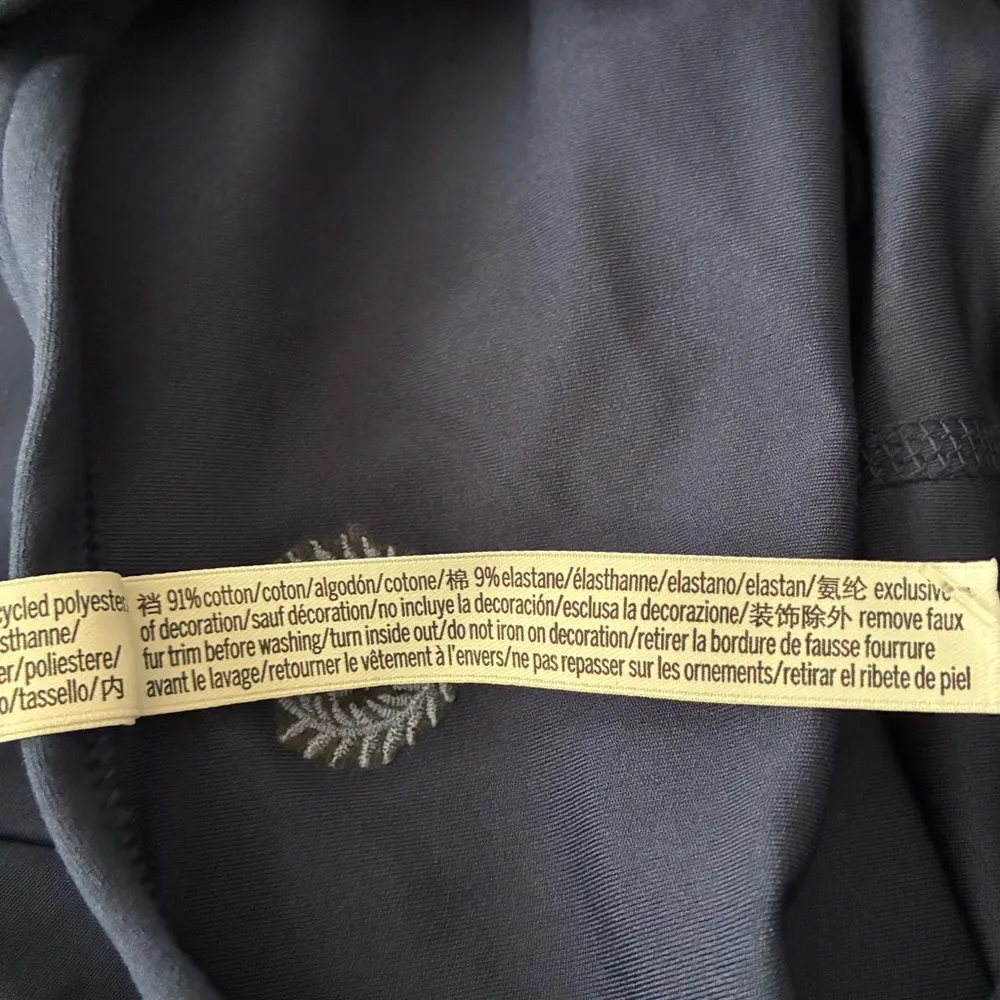 cycled polyester
sthanne/
er/poliestere/
o/tassello/内
裆 91% cotton/coton/algodón/cotone/棉 9% elastane/élasthanne/elastano/elastan/氨纶 exclusive
of decoration/sauf décoration/no incluye la decoración/esclusa la decorazione/装饰除外 remove faux
fur trim before washing/turn inside out/do not iron on decoration/retirer la bordure de fausse fourrure
avant le lavage/retourner le vêtement à l'envers/ne pas repasser sur les ornements/retirar el ribete de piel